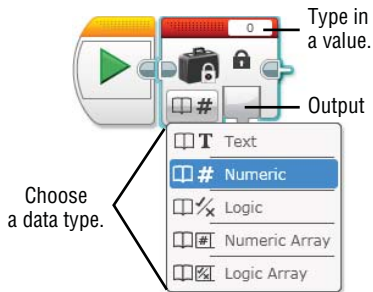 0
Type in
a value.
#
Output
T Text
# Numeric
Logic
# Numeric Array
Logic Array
Choose
a data type.